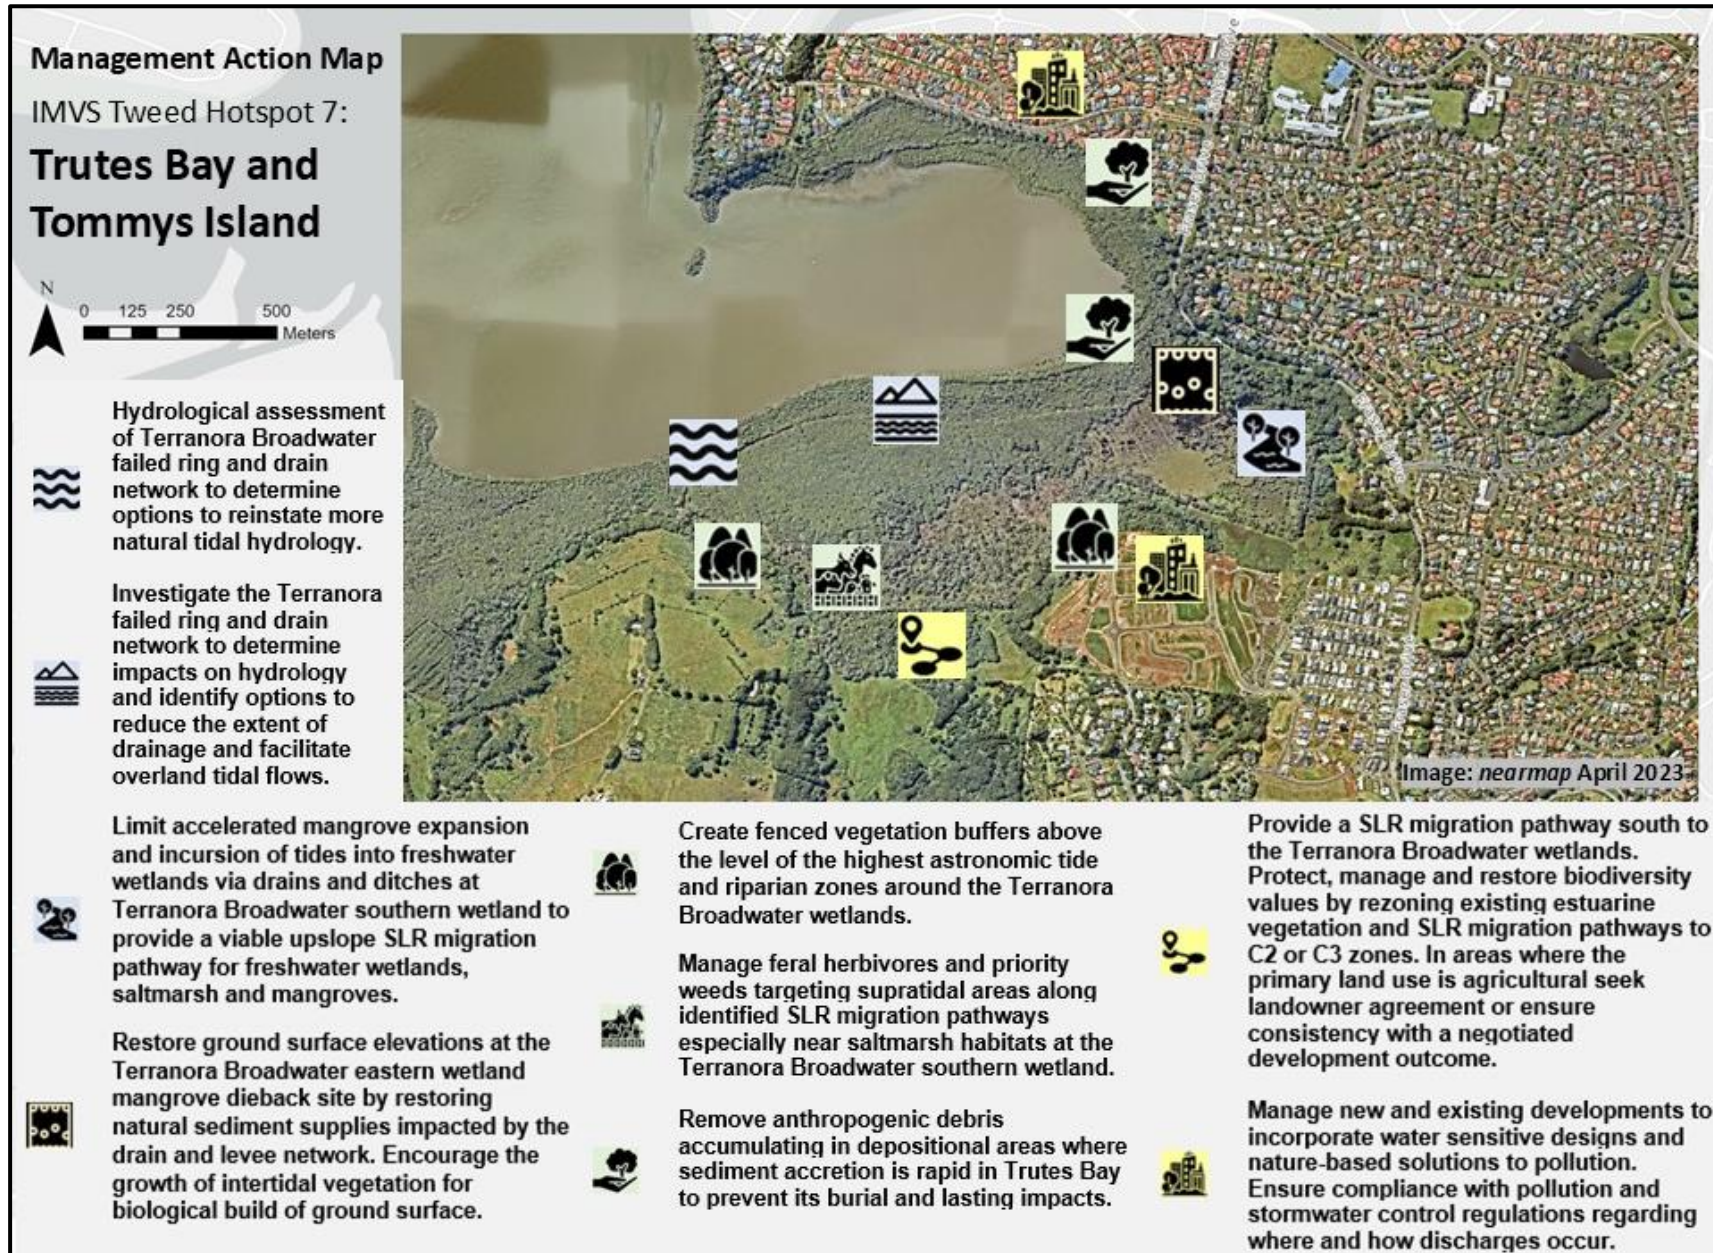 Management Action Map
IMVS Tweed Hotspot 7:
Trutes Bay and
Tommys Island
N
0 125 250 500
Meters
Image: nearmap April 2023
Hydrological assessment
of Terranora Broadwater
failed ring and drain
network to determine
options to reinstate more
natural tidal hydrology.
Investigate the Terranora
failed ring and drain
network to determine
impacts on hydrology
and identify options to
reduce the extent of
drainage and facilitate
overland tidal flows.
Limit accelerated mangrove expansion
and incursion of tides into freshwater
wetlands via drains and ditches at
Terranora Broadwater southern wetland to
provide a viable upslope SLR migration
pathway for freshwater wetlands,
saltmarsh and mangroves.
Restore ground surface elevations at the
Terranora Broadwater eastern wetland
mangrove dieback site by restoring
natural sediment supplies impacted by the
drain and levee network. Encourage the
growth of intertidal vegetation for
biological build of ground surface.
Create fenced vegetation buffers above
the level of the highest astronomic tide
and riparian zones around the Terranora
Broadwater wetlands.
Manage feral herbivores and priority
weeds targeting supratidal areas along
identified SLR migration pathways
especially near saltmarsh habitats at the
Terranora Broadwater southern wetland.
Remove anthropogenic debris
accumulating in depositional areas where
sediment accretion is rapid in Trutes Bay
to prevent its burial and lasting impacts.
Provide a SLR migration pathway south to
the Terranora Broadwater wetlands.
Protect, manage and restore biodiversity
values by rezoning existing estuarine
vegetation and SLR migration pathways to
C2 or C3 zones. In areas where the
primary land use is agricultural seek
landowner agreement or ensure
consistency with a negotiated
development outcome.
Manage new and existing developments to
incorporate water sensitive designs and
nature-based solutions to pollution.
Ensure compliance with pollution and
stormwater control regulations regarding
where and how discharges occur.